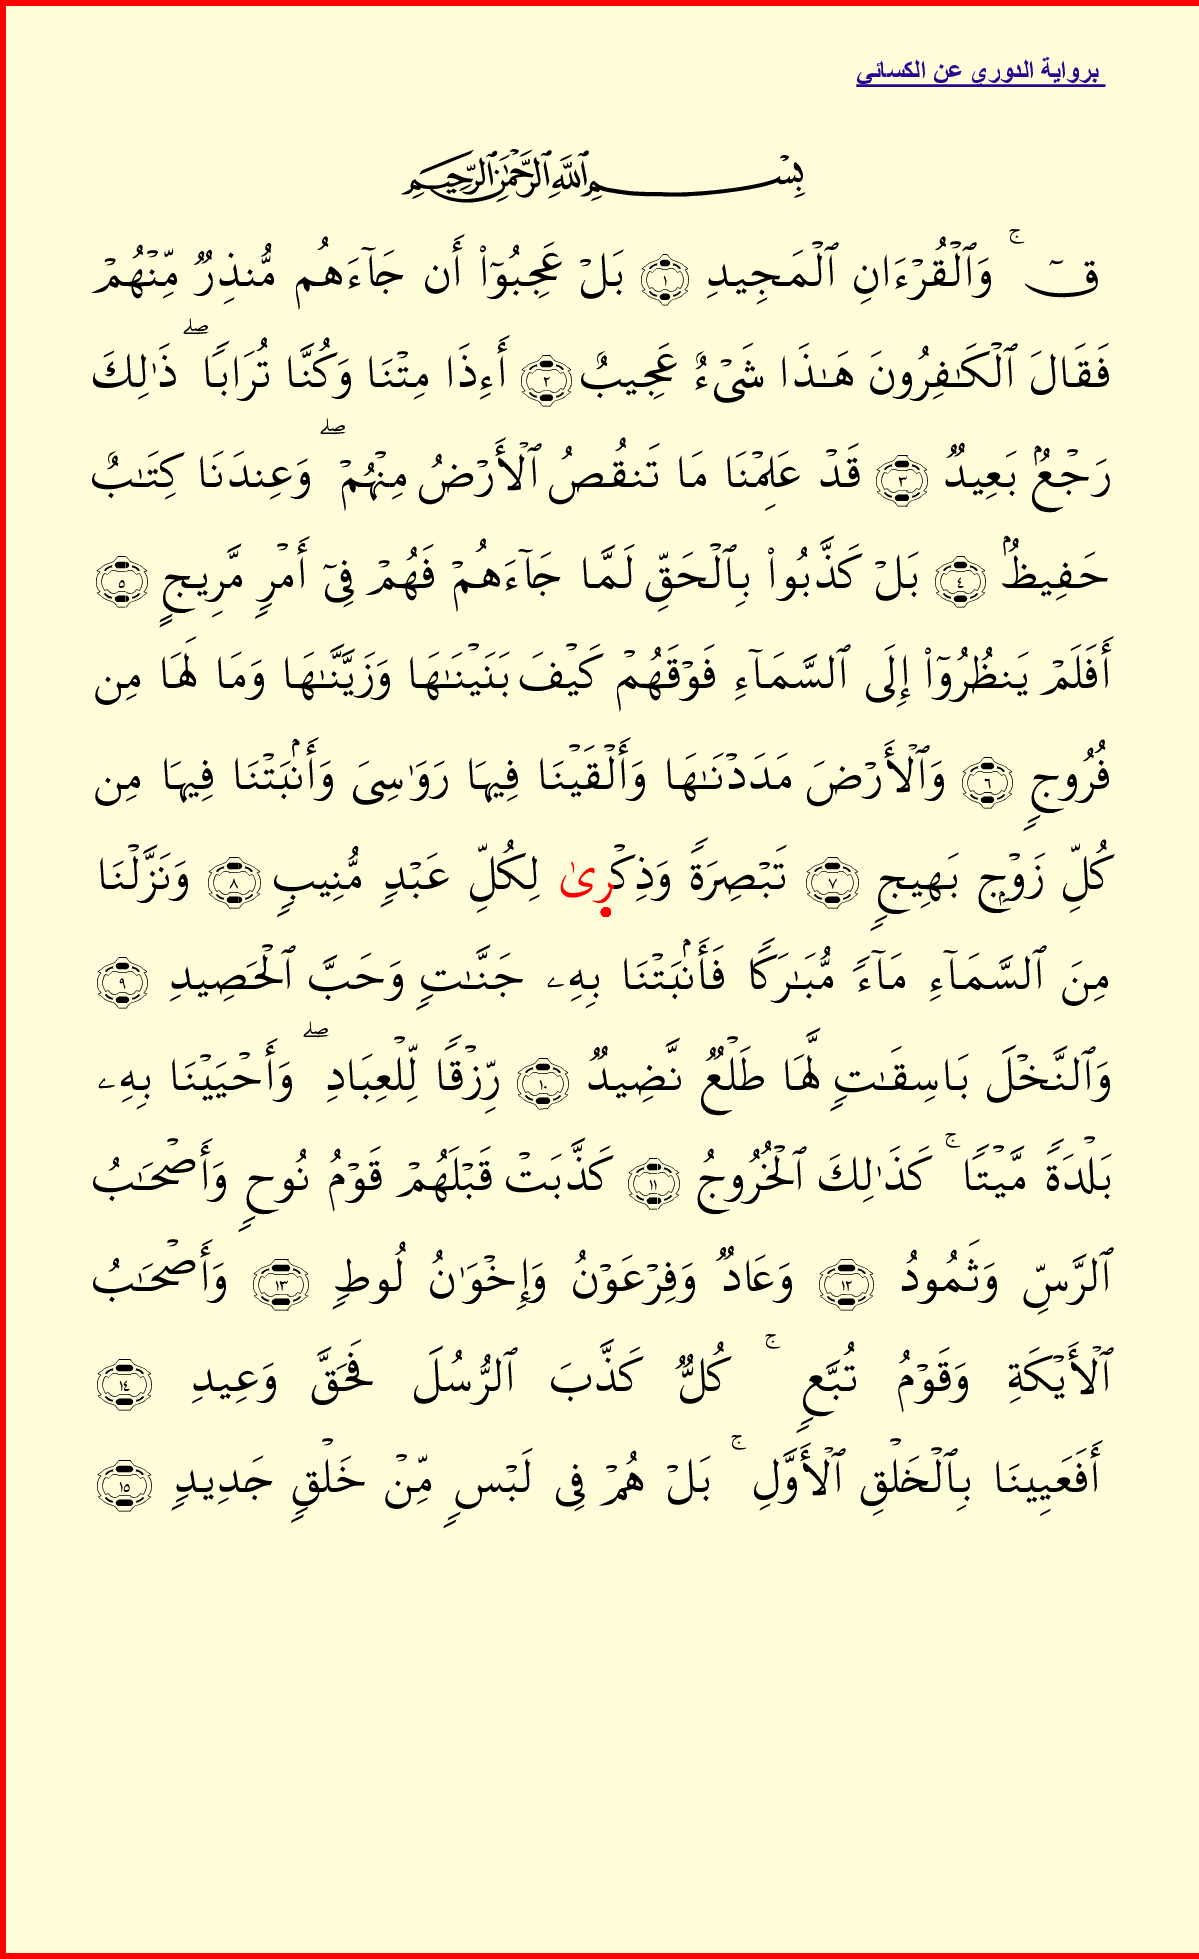 برواية الدوري عن الكسائي
بِسْمِ ٱللَّهِ ٱلرَّحْمَٰنِ ٱلرَّحِيمِ
قٓ ۚ وَٱلْقُرْءَانِ ٱلْمَجِيدِ ١ بَلْ عَجِبُوٓا۟ أَن جَآءَهُم مُّنذِرٌ مِّنْهُمْ
فَقَالَ ٱلْكَٰفِرُونَ هَٰذَا شَىْءٌ عَجِيبٌ ٢ أَءِذَا مِتْنَا وَكُنَّا تُرَابًا ۖ ذَٰلِكَ
رَجْعٌۢ بَعِيدٌ ٣ قَدْ عَلِمْنَا مَا تَنقُصُ ٱلْأَرْضُ مِنْهُمْ ۖ وَعِندَنَا كِتَٰبٌ
حَفِيظٌۢ ٤ بَلْ كَذَّبُوا۟ بِٱلْحَقِّ لَمَّا جَآءَهُمْ فَهُمْ فِىٓ أَمْرٍ مَّرِيجٍ ٥
أَفَلَمْ يَنظُرُوٓا۟ إِلَى ٱلسَّمَآءِ فَوْقَهُمْ كَيْفَ بَنَيْنَٰهَا وَزَيَّنَّٰهَا وَمَا لَهَا مِن
فُرُوجٍ ٦ وَٱلْأَرْضَ مَدَدْنَٰهَا وَأَلْقَيْنَا فِيهَا رَوَٰسِىَ وَأَنۢبَتْنَا فِيهَا مِن
كُلِّ زَوْجٍۭ بَهِيجٍ ٧ تَبْصِرَةً وَذِكْرِىٰ لِكُلِّ عَبْدٍ مُّنِيبٍ ٨ وَنَزَّلْنَا
مِنَ ٱلسَّمَآءِ مَآءً مُّبَٰرَكًا فَأَنۢبَتْنَا بِهِۦ جَنَّٰتٍ وَحَبَّ ٱلْحَصِيدِ ٩
وَٱلنَّخْلَ بَاسِقَٰتٍ لَّهَا طَلْعٌ نَّضِيدٌ ١٠ رِّزْقًا لِّلْعِبَادِ ۖ وَأَحْيَيْنَا بِهِۦ
بَلْدَةً مَّيْتًا ۚ كَذَٰلِكَ ٱلْخُرُوجُ ١١ كَذَّبَتْ قَبْلَهُمْ قَوْمُ نُوحٍ وَأَصْحَٰبُ
ٱلرَّسِّ وَثَمُودُ ١٢ وَعَادٌ وَفِرْعَوْنُ وَإِخْوَٰنُ لُوطٍ ١٣ وَأَصْحَٰبُ
ٱلْأَيْكَةِ وَقَوْمُ تُبَّعٍ ۚ كُلٌّ كَذَّبَ ٱلرُّسُلَ فَحَقَّ وَعِيدِ ١٤
أَفَعَيِينَا بِٱلْخَلْقِ ٱلْأَوَّلِ ۚ بَلْ هُمْ فِى لَبْسٍ مِّنْ خَلْقٍ جَدِيدٍ ١٥